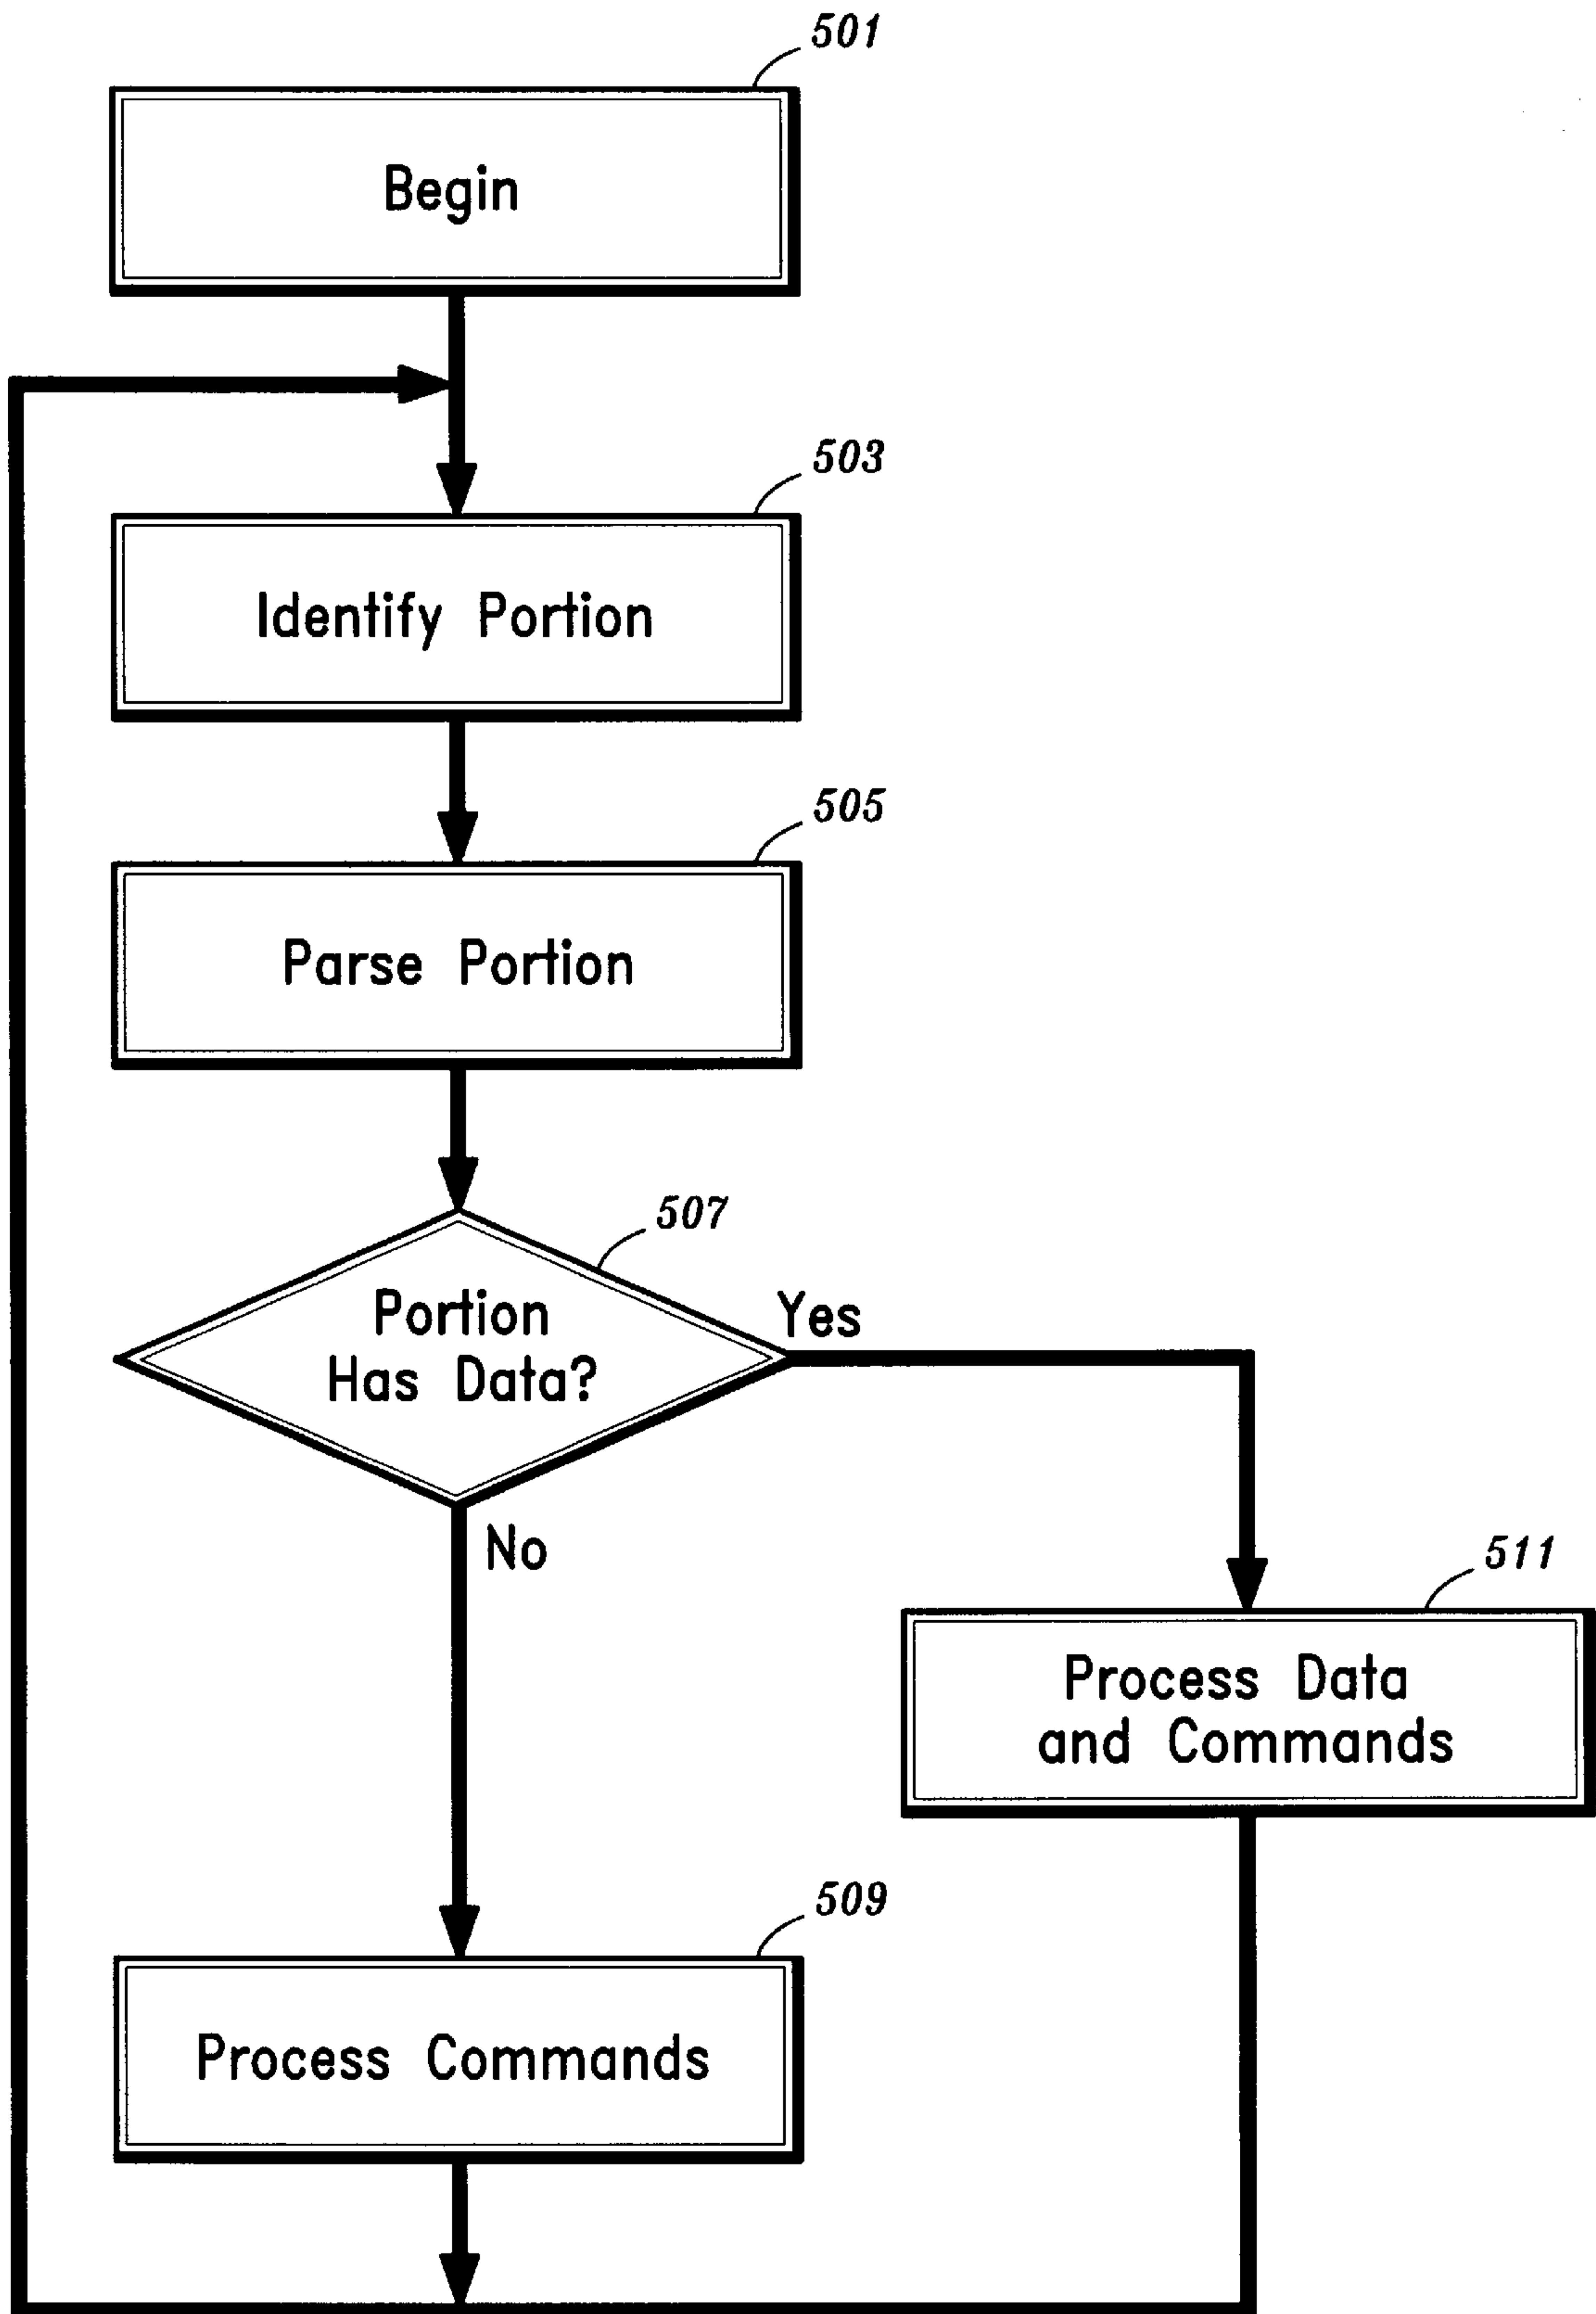 501
Begin
503
Identify Portion
505
Parse Portion
507
Portion
Has Data?
Yes
No
511
Process Data
and Commands
509
Process Commands